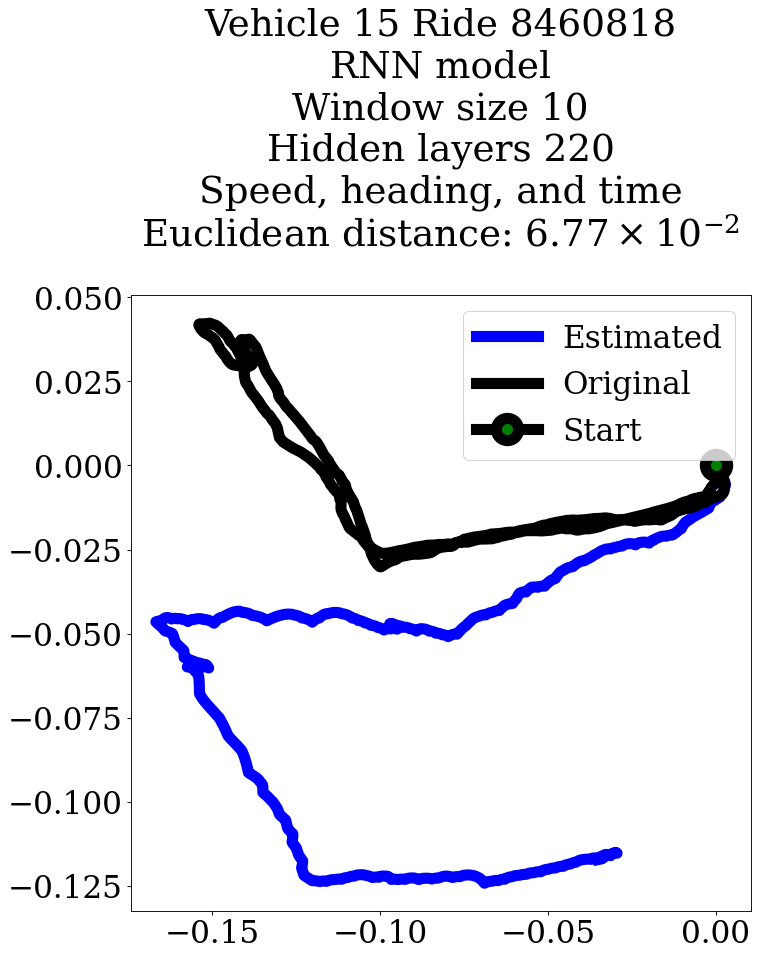 Vehicle 15 Ride 8460818
RNN model
Window size 10
Hidden layers 220
Speed, heading, and time
Euclidean distance: 6.77 × 10⁻²
Estimated
Original
Start
0.050
0.025
0.000
−0.025
−0.050
−0.075
−0.100
−0.125
−0.15 −0.10 −0.05 0.00